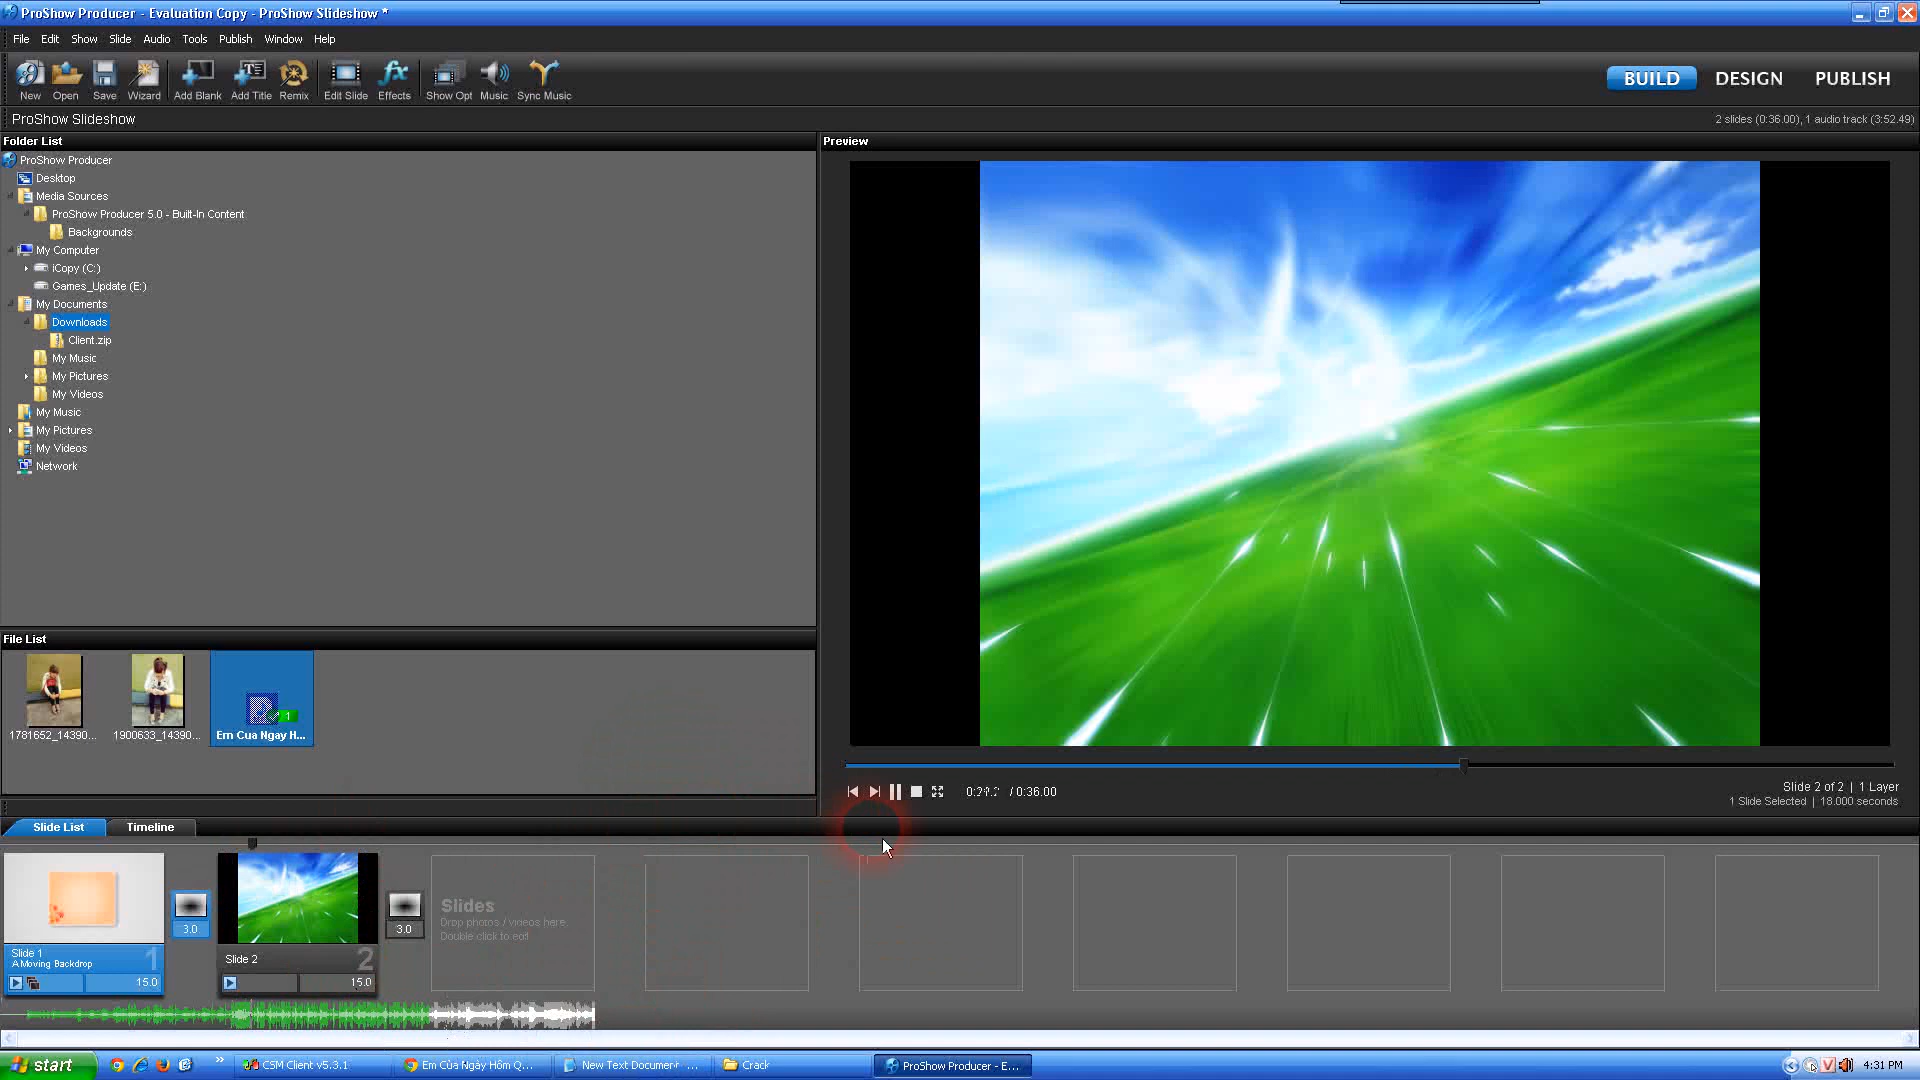 ProShow Producer - Evaluation Copy - ProShow Slideshow *
File Edit Show Slide Audio Tools Publish Window Help
New Open Save Wizard Add Blank Add Title Remix Edit Slide Effects Show Opt Music Sync Music
BUILD DESIGN PUBLISH
ProShow Slideshow
2 slides (0:36.00), 1 audio track (3:52.49)
Folder List
ProShow Producer
Desktop
Media Sources
ProShow Producer 5.0 - Built-In Content
Backgrounds
My Computer
iCopy (C:)
Games_Update (E:)
My Documents
Downloads
Client.zip
My Music
My Pictures
My Videos
My Music
My Pictures
My Videos
Network
Preview
/ 0:36.00
Slide 2 of 2 | 1 Layer
1 Slide Selected | 18.000 seconds
File List
1
1781652_14390...
1900633_14390...
Em Cua Ngay H...
Slide List
Timeline
Slide 1
A Moving Backdrop
1
15.0
3.0
Slide 2
2
15.0
3.0
Slides
Drop photos / videos here.
Double click to edit
start
CSM Client v5.3.1
Em Của Ngày Hôm Q...
New Text Document ...
Crack
ProShow Producer - E...
4:31 PM